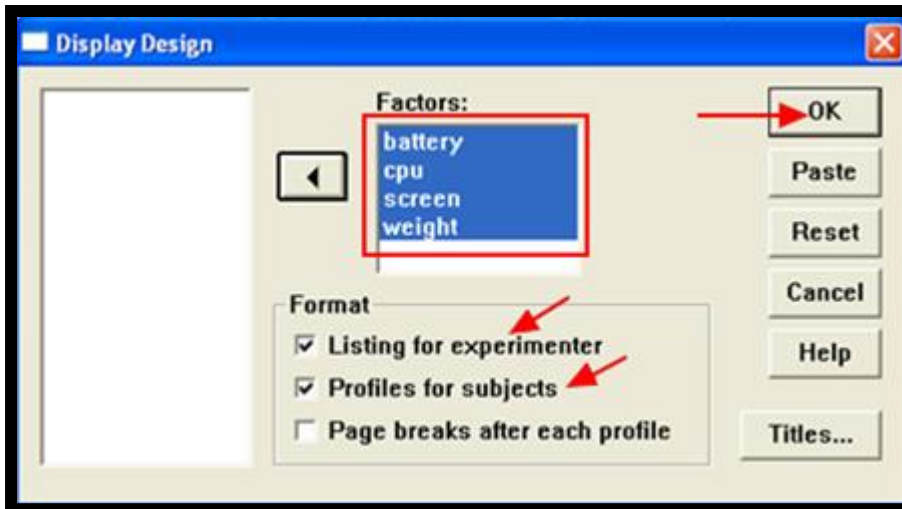 Display Design
Factors:
battery
cpu
screen
weight
Format
Listing for experimenter
Profiles for subjects
Page breaks after each profile
OK
Paste
Reset
Cancel
Help
Titles...